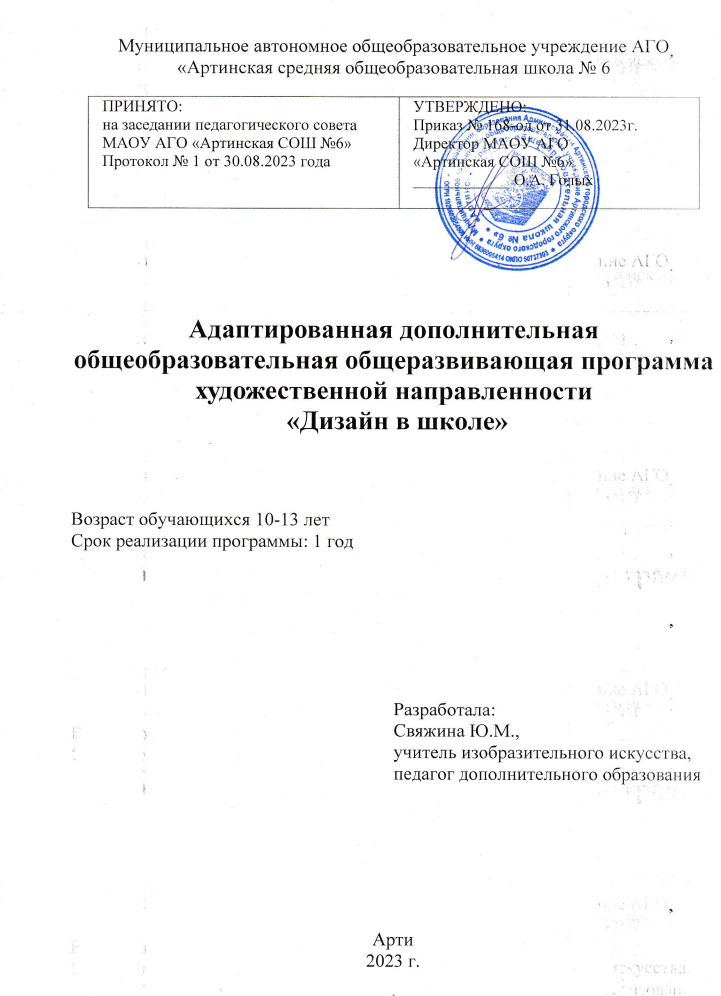 Муниципальное автономное общеобразовательное учреждение АГО
«Артинская средняя общеобразовательная школа № 6
ПРИНЯТО:
на заседании педагогического совета
МАОУ АГО «Артинская СОШ №6»
Протокол № 1 от 30.08.2023 года
УТВЕРЖДЕНО:
Приказ № 168-од от 31.08.2023г.
Директор МАОУ АГО
«Артинская СОШ №6»
О.А. Голых
Адаптированная дополнительная
общеобразовательная общеразвивающая программа
художественной направленности
«Дизайн в школе»
Возраст обучающихся 10-13 лет
Срок реализации программы: 1 год
Разработала:
Свяжина Ю.М.,
учитель изобразительного искусства,
педагог дополнительного образования
Арти
2023 г.